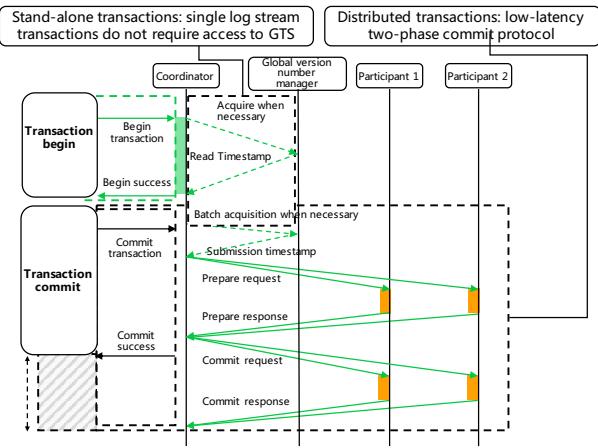 Stand-alone transactions: single log stream
transactions do not require access to GTS
Distributed transactions: low-latency
two-phase commit protocol
Coordinator
Global version
number
manager
Participant 1
Participant 2
Transaction
begin
Begin
transaction
Begin success
Acquire when
necessary
Read Timestamp
Batch acquisition when necessary
Submission timestamp
Transaction
commit
Commit
transaction
Prepare request
Prepare response
Commit
success
Commit request
Commit response